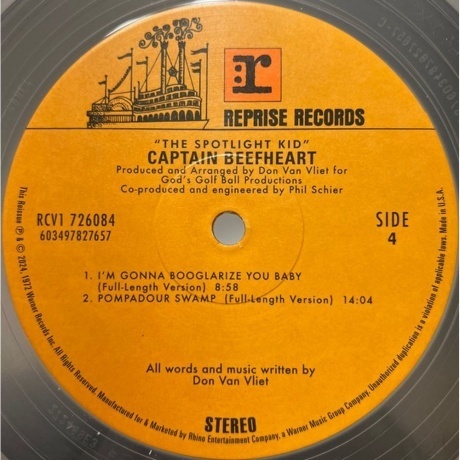 r
REPRISE RECORDS
"THE SPOTLIGHT KID"
CAPTAIN BEEFHEART
Produced and Arranged by Don Van Vliet for
God's Golf Ball Productions
Co-produced and engineered by Phil Schier
RCV1 726084
603497827657
SIDE
4
1. I'M GONNA BOOGLARIZE YOU BABY
(Full-Length Version) 8:58
2. POMPADOUR SWAMP (Full-Length Version) 14:04
All words and music written by
Don Van Vliet
STEREO
This Release ℗ & © 2024, 1972 Warner Records Inc. All Rights Reserved. Manufactured for & Marketed by Rhino Entertainment Company, a Warner Music Group Company. Unauthorized duplication is a violation of applicable laws. Made in U.S.A.